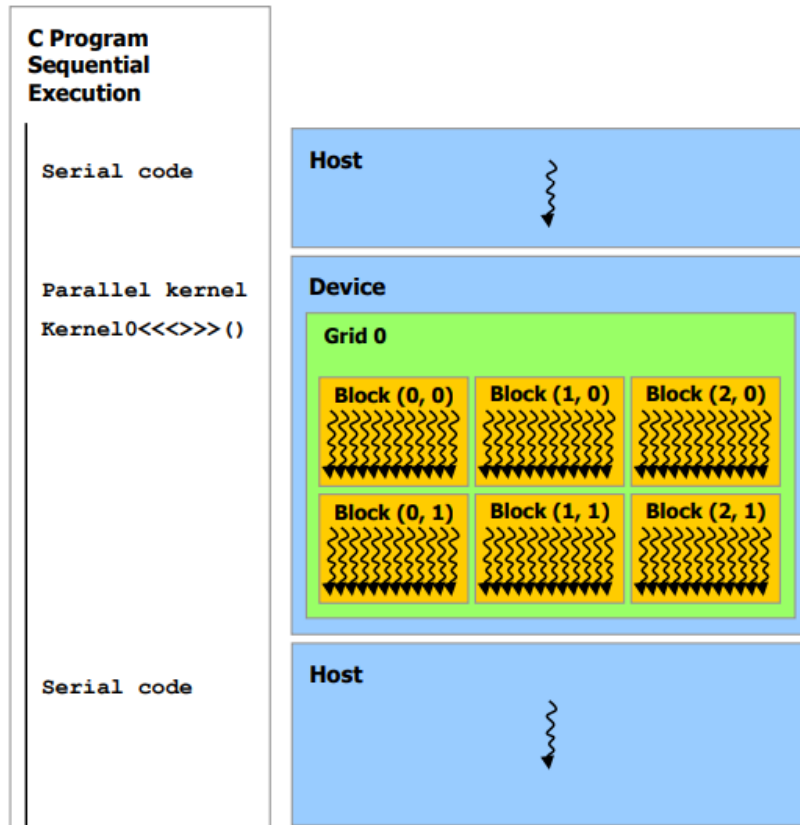 C Program
Sequential
Execution
Serial code
Host
Parallel kernel
Device
Kernel0<<<>>>()
Grid 0
Block (0, 0)
Block (1, 0)
Block (2, 0)
Block (0, 1)
Block (1, 1)
Block (2, 1)
Serial code
Host